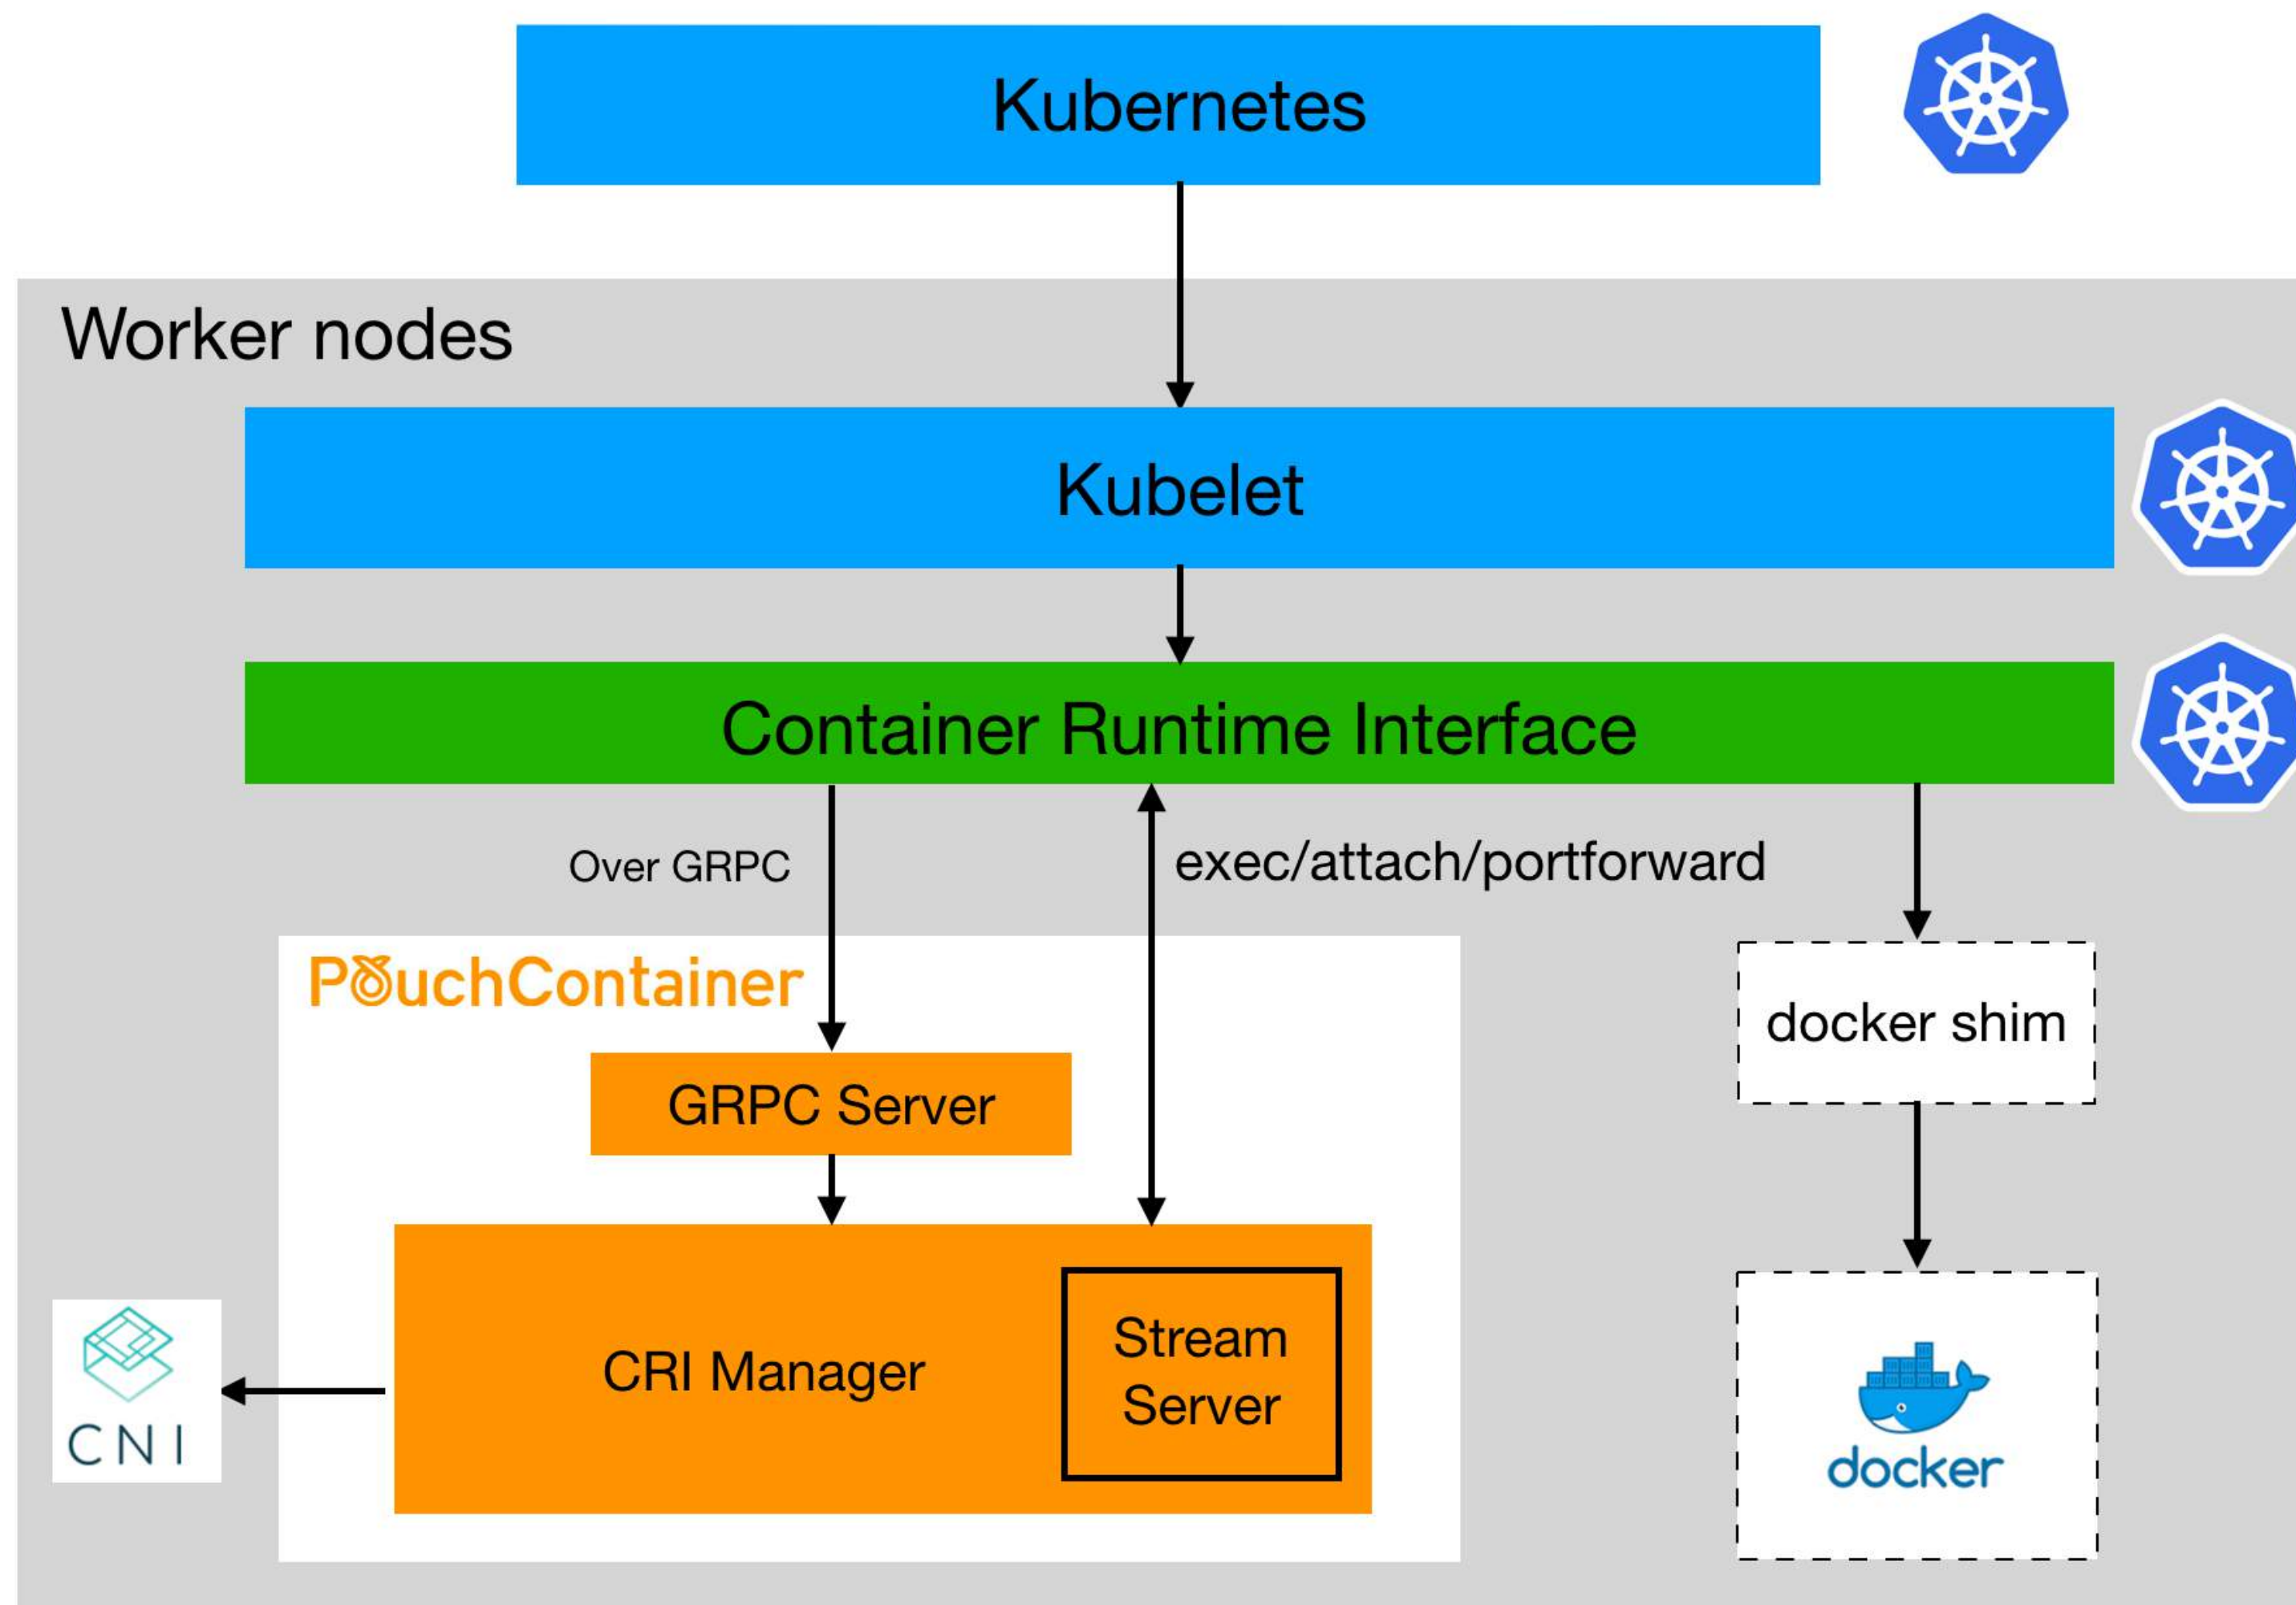 Kubernetes
Worker nodes
Kubelet
Container Runtime Interface
Over GRPC
exec/attach/portforward
PouchContainer
docker shim
GRPC Server
CRI Manager
Stream
Server
CNI
docker